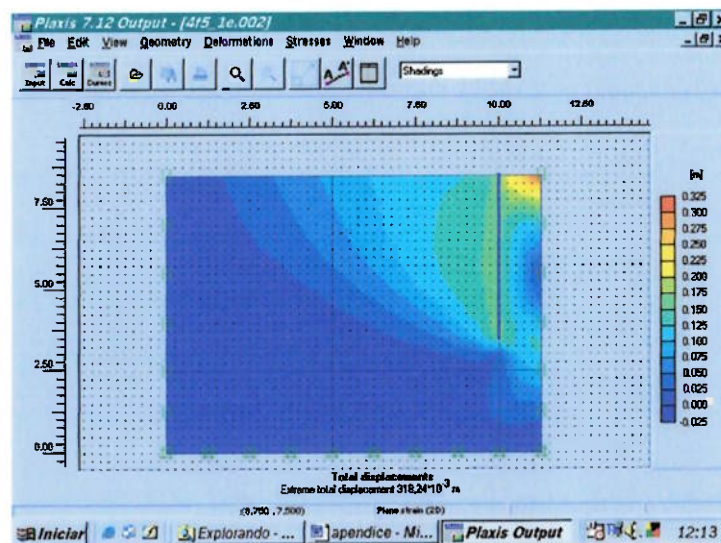 Plaxis 7.12 Output - [4f5_1e.002]
File Edit View Geometry Deformations Stresses Window Help
Input Calc Curves Shadings
-2.50 0.00 2.50 5.00 7.50 10.00 12.50
7.50
5.00
2.50
0.00
[m]
0.325
0.300
0.275
0.250
0.225
0.200
0.175
0.150
0.125
0.100
0.075
0.050
0.025
0.000
-0.025
A A'
Total displacements
Extreme total displacement 318,24*10-3 m
(0,750 , 7,500) Plane strain (2D)
Iniciar Explorando - ... apendice - Mi... Plaxis Output 12:13